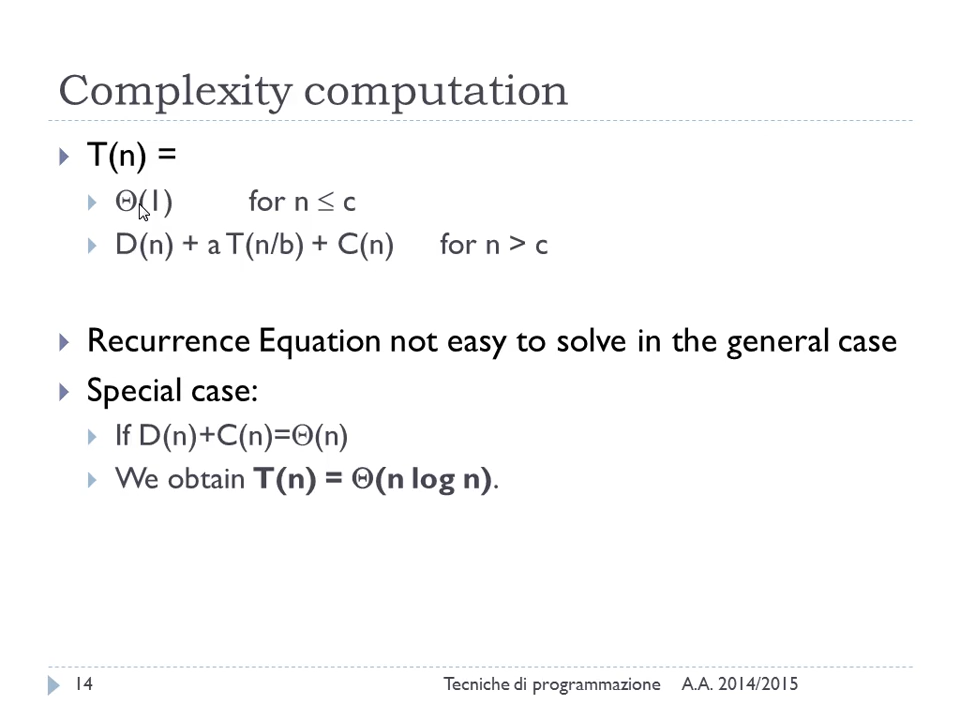 Complexity computation
T(n) =
Θ(1) for n ≤ c
D(n) + a T(n/b) + C(n) for n > c
Recurrence Equation not easy to solve in the general case
Special case:
If D(n)+C(n)=Θ(n)
We obtain T(n) = Θ(n log n).
14 Tecniche di programmazione A.A. 2014/2015